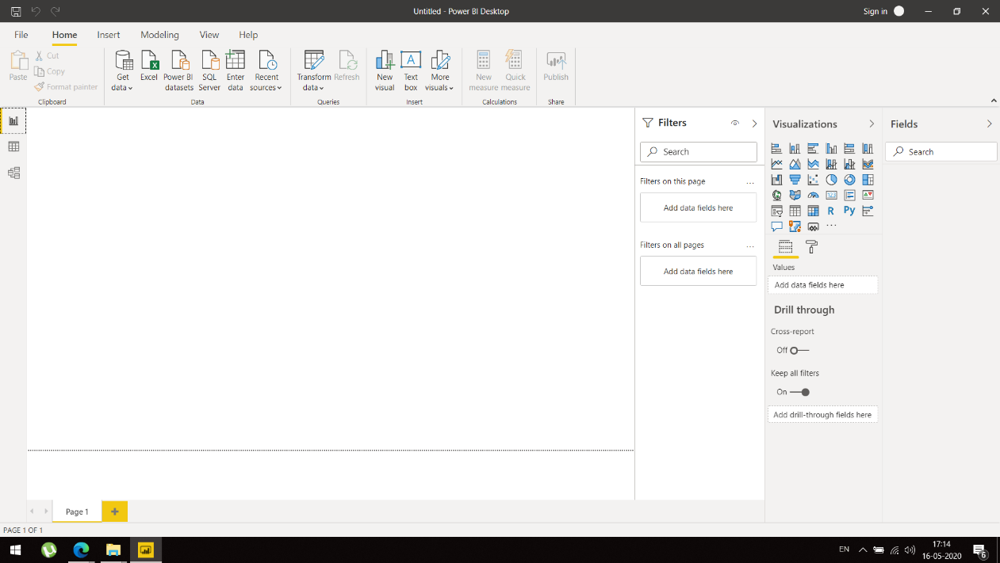 Untitled - Power BI Desktop
Sign in
File Home Insert Modeling View Help
Paste
Cut
Copy
Format painter
Clipboard
Get data
Excel
Power BI datasets
SQL Server
Enter data
Recent sources
Data
Transform data
Refresh
Queries
New visual
Text box
More visuals
Insert
New measure
Quick measure
Calculations
Publish
Share
Filters
Search
Filters on this page
...
Add data fields here
Filters on all pages
...
Add data fields here
Visualizations
123
R
Py
...
Values
Add data fields here
Drill through
Cross-report
Off
Keep all filters
On
Add drill-through fields here
Fields
Search
Page 1
+
PAGE 1 OF 1
EN
17:14
16-05-2020
6